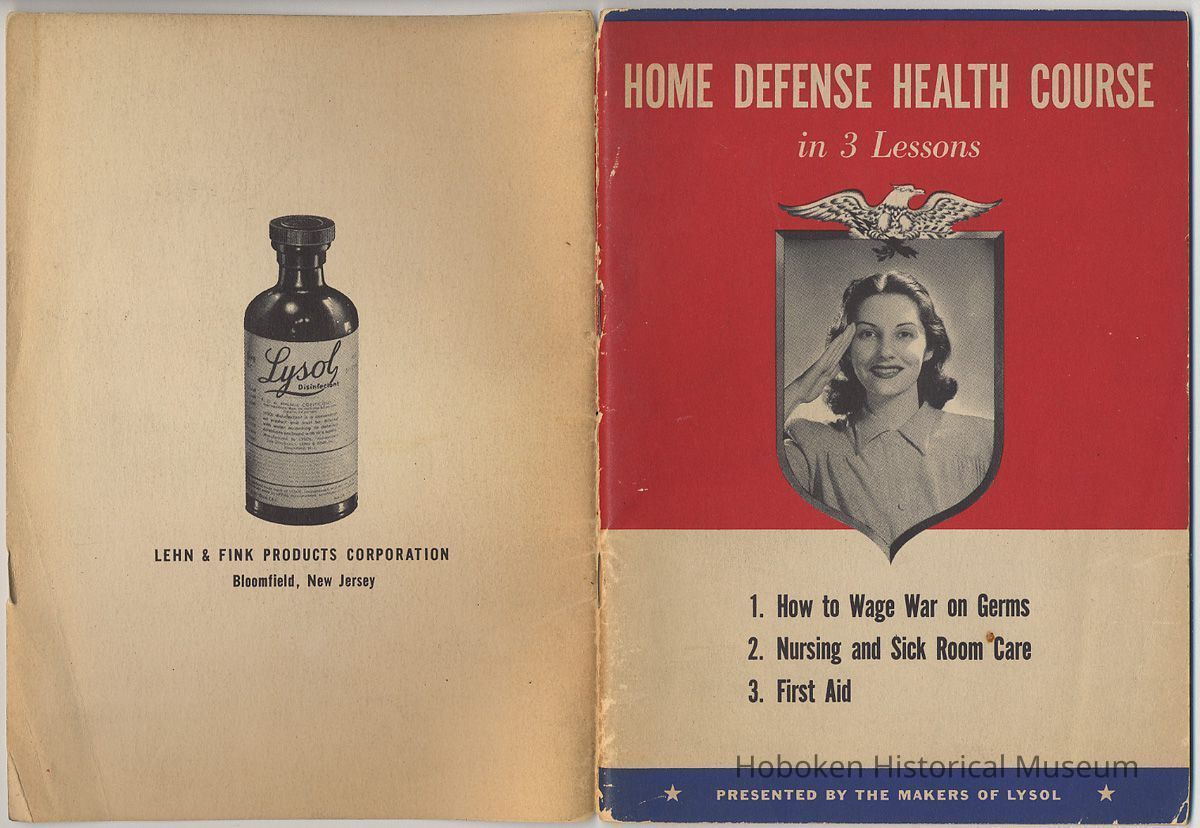 Lysol
Disinfectant
LEHN & FINK PRODUCTS CORPORATION
Bloomfield, New Jersey
HOME DEFENSE HEALTH COURSE
in 3 Lessons
1. How to Wage War on Germs
2. Nursing and Sick Room Care
3. First Aid
Hoboken Historical Museum
★ PRESENTED BY THE MAKERS OF LYSOL ★